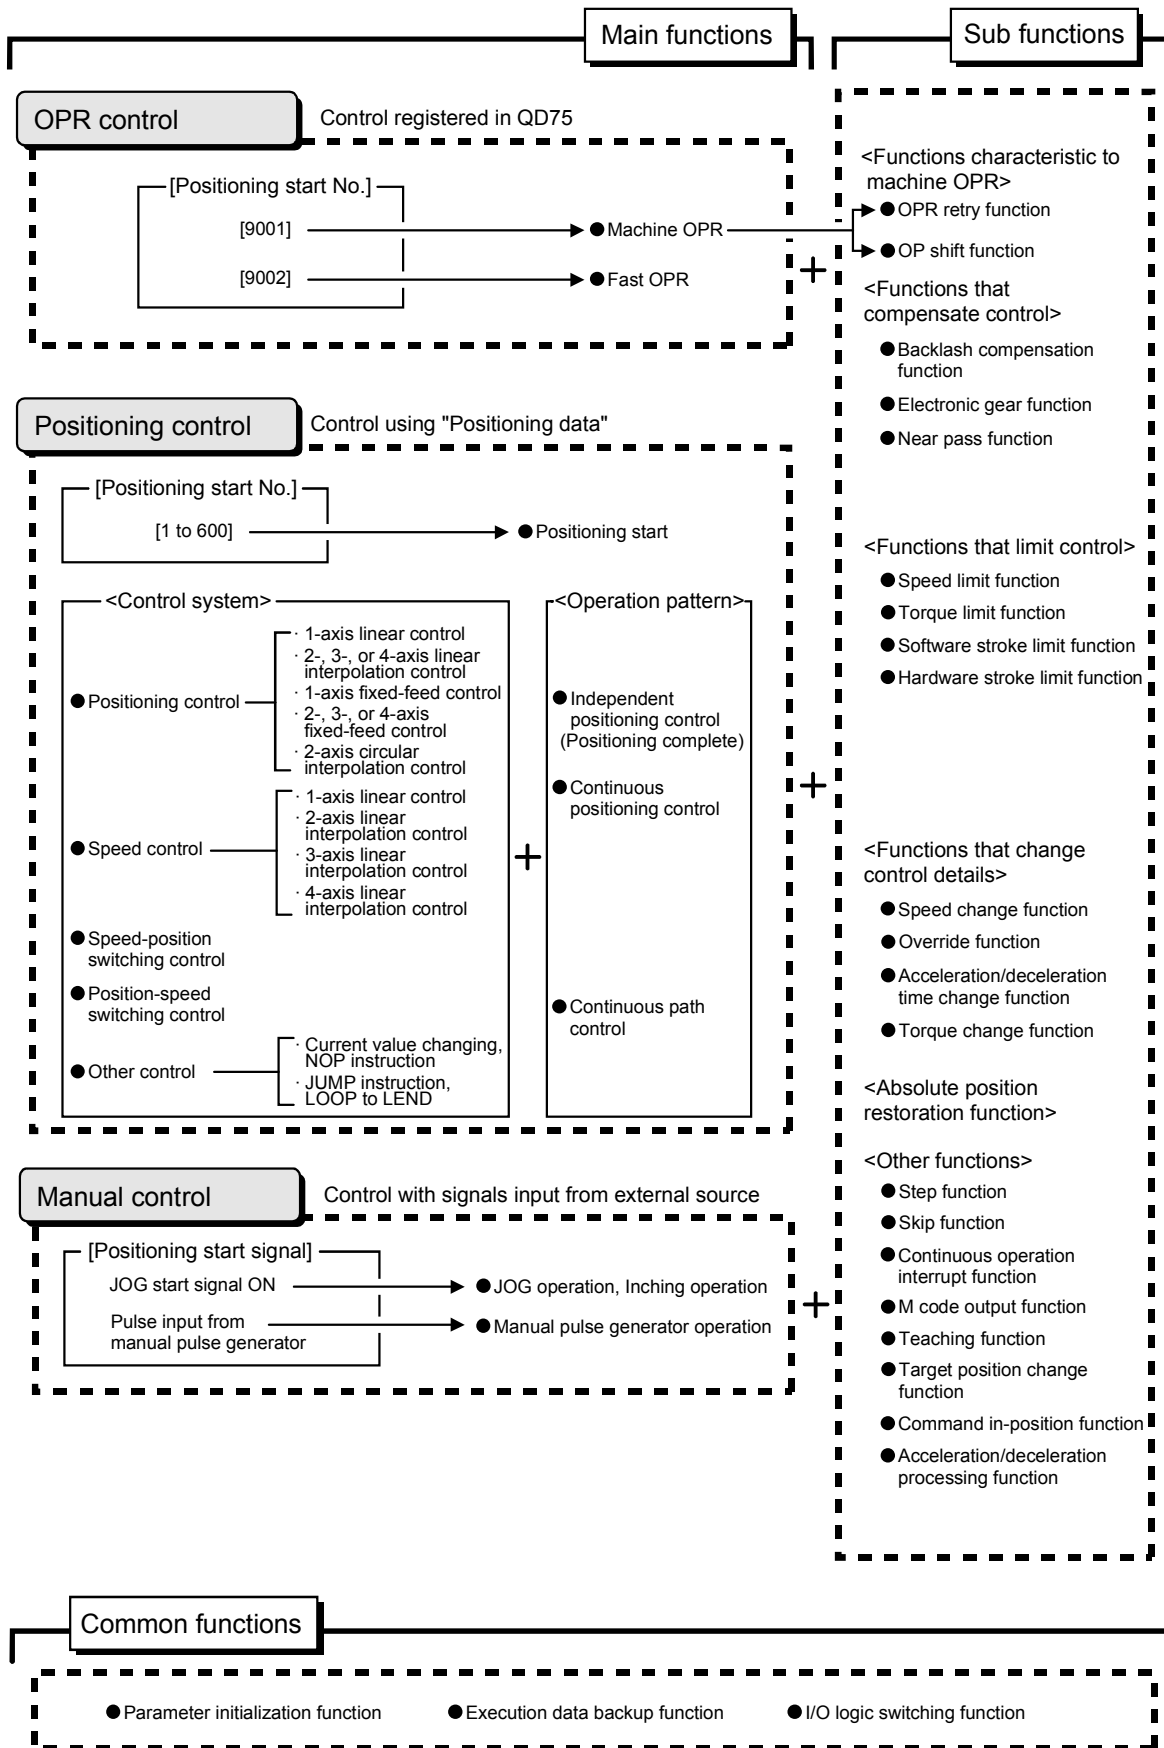 Main functions
Sub functions
OPR control
Control registered in QD75
[Positioning start No.]
[9001]
● Machine OPR
[9002]
● Fast OPR
<Functions characteristic to
machine OPR>
● OPR retry function
● OP shift function
<Functions that
compensate control>
● Backlash compensation
function
● Electronic gear function
● Near pass function
+
Positioning control
Control using "Positioning data"
[Positioning start No.]
[1 to 600]
● Positioning start
<Control system>
● Positioning control
· 1-axis linear control
· 2-, 3-, or 4-axis linear
interpolation control
· 1-axis fixed-feed control
· 2-, 3-, or 4-axis
fixed-feed control
· 2-axis circular
interpolation control
● Speed control
· 1-axis linear control
· 2-axis linear
interpolation control
· 3-axis linear
interpolation control
· 4-axis linear
interpolation control
● Speed-position
switching control
● Position-speed
switching control
● Other control
· Current value changing,
NOP instruction
· JUMP instruction,
LOOP to LEND
+
<Operation pattern>
● Independent
positioning control
(Positioning complete)
● Continuous
positioning control
● Continuous path
control
+
<Functions that limit control>
● Speed limit function
● Torque limit function
● Software stroke limit function
● Hardware stroke limit function
<Functions that change
control details>
● Speed change function
● Override function
● Acceleration/deceleration
time change function
● Torque change function
<Absolute position
restoration function>
<Other functions>
● Step function
● Skip function
● Continuous operation
interrupt function
● M code output function
● Teaching function
● Target position change
function
● Command in-position function
● Acceleration/deceleration
processing function
Manual control
Control with signals input from external source
[Positioning start signal]
JOG start signal ON
● JOG operation, Inching operation
Pulse input from
manual pulse generator
● Manual pulse generator operation
+
Common functions
● Parameter initialization function
● Execution data backup function
● I/O logic switching function